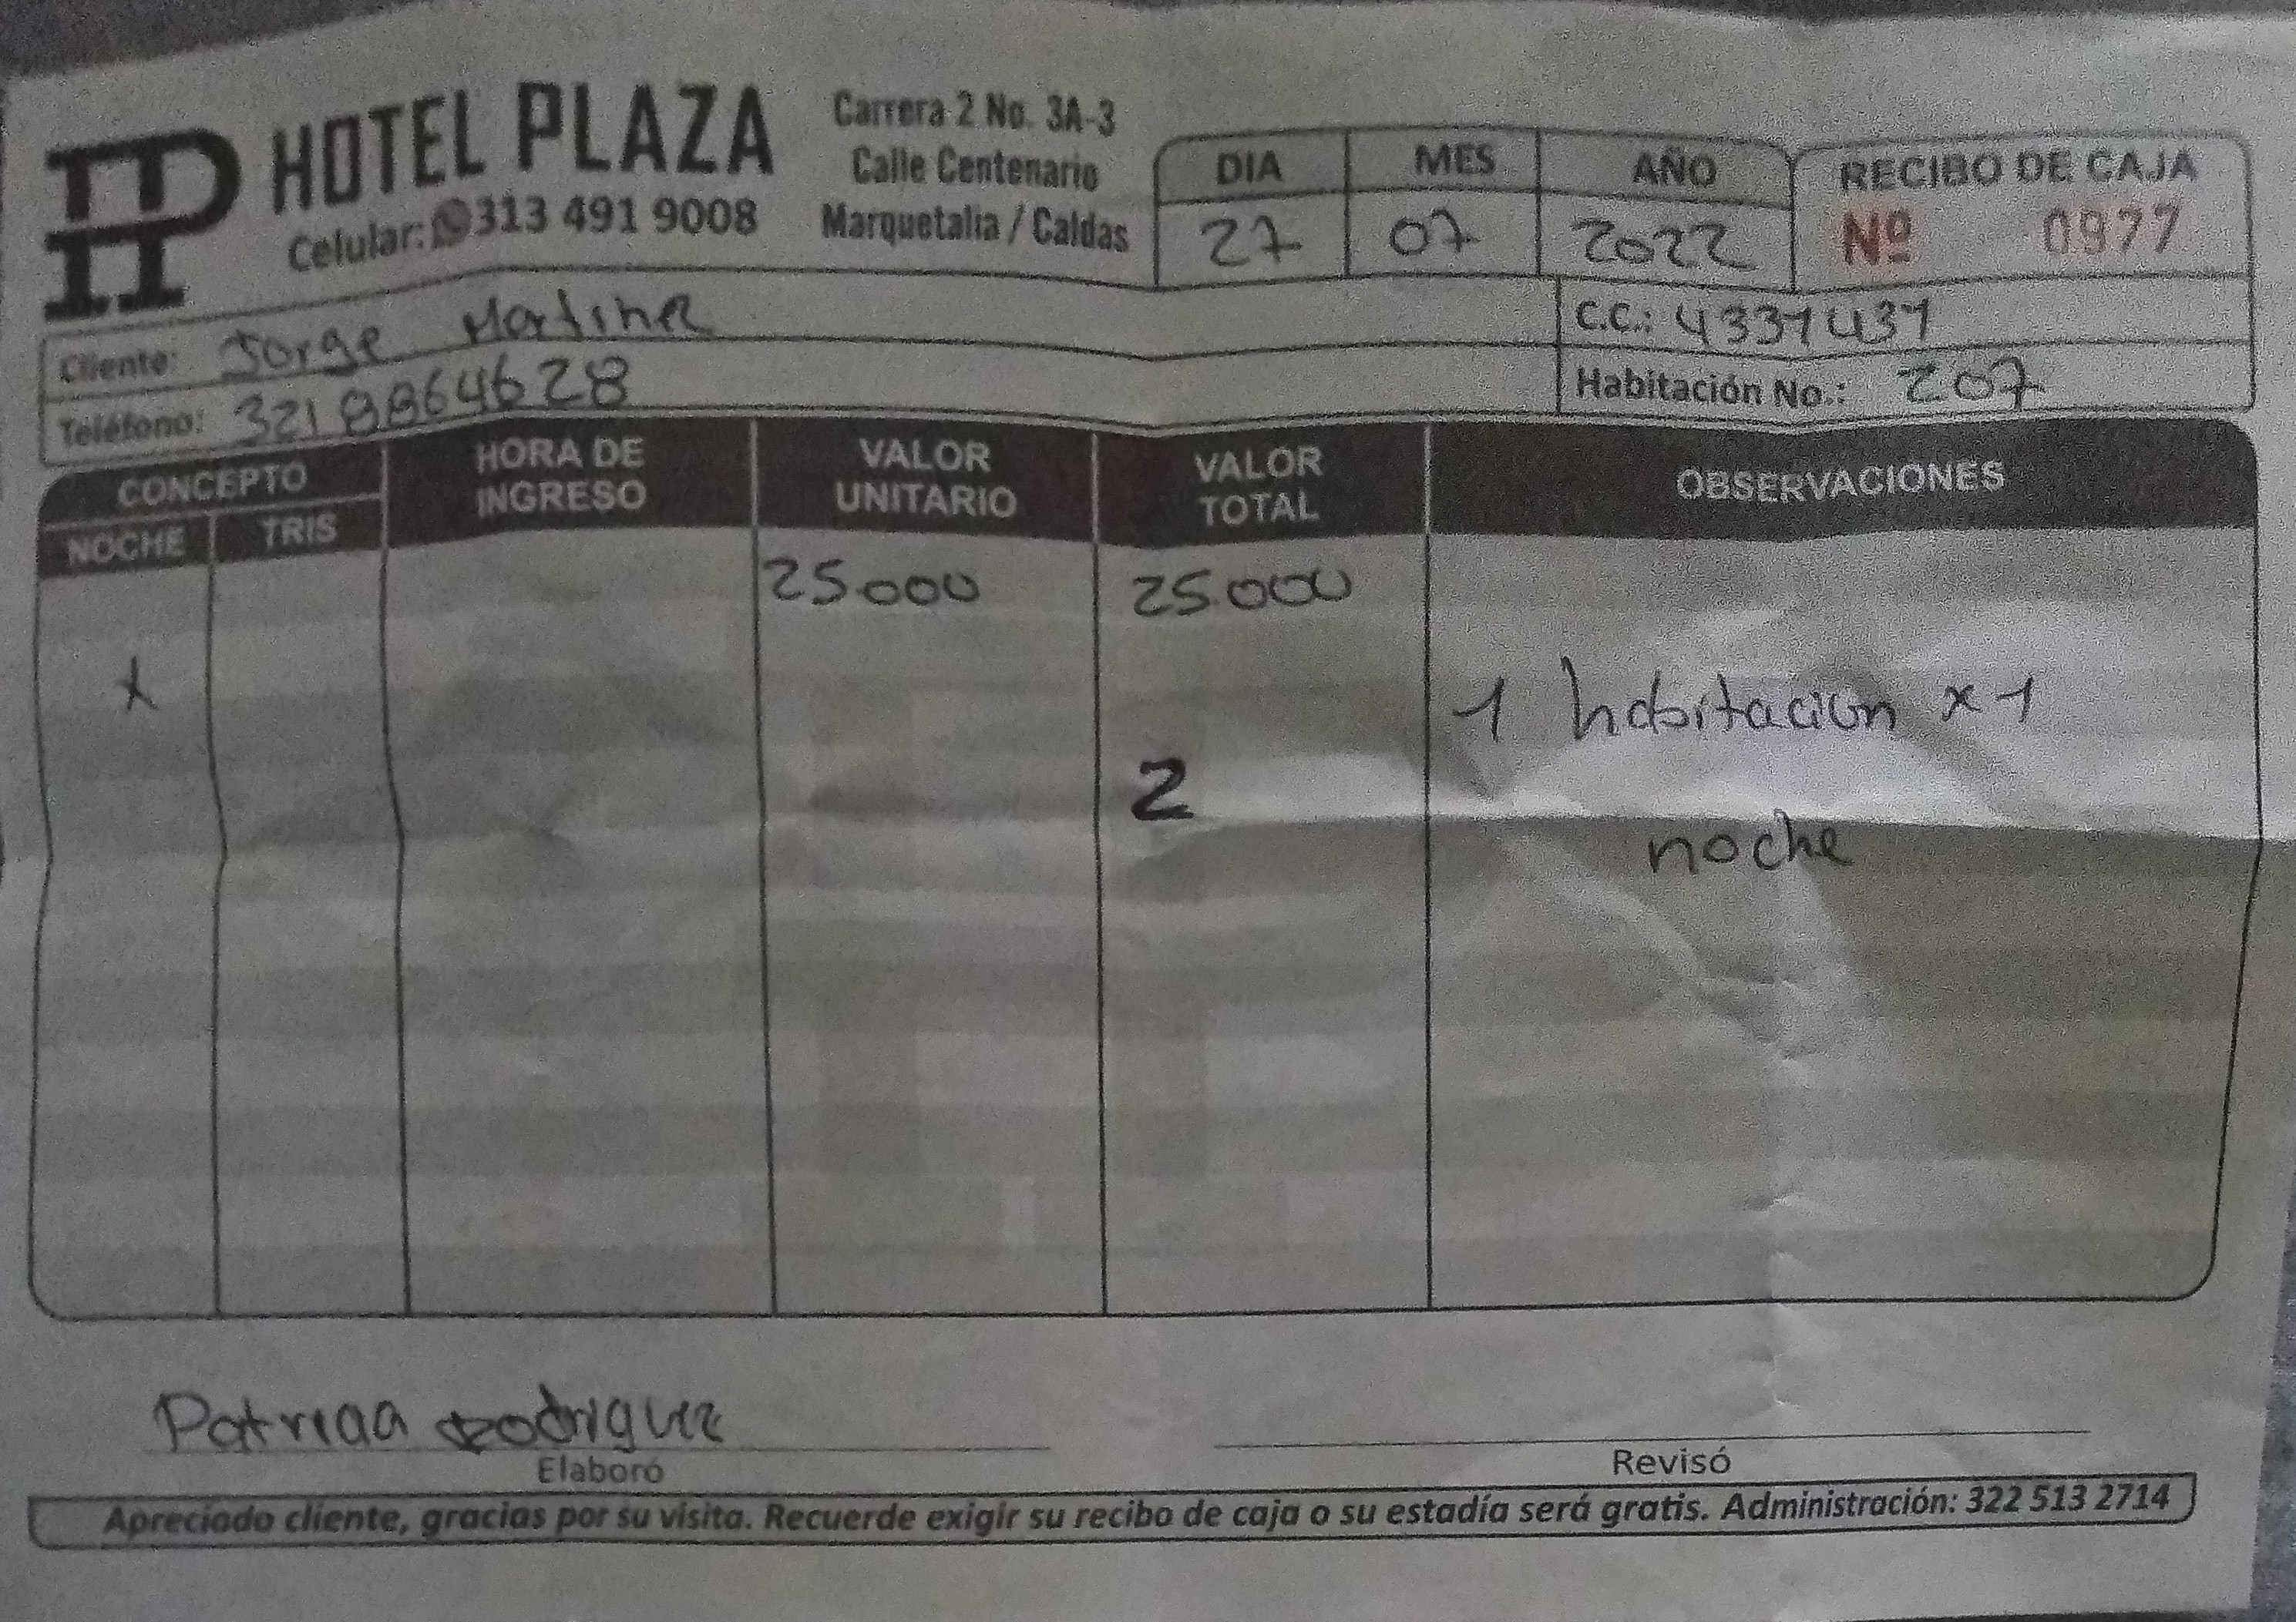 HOTEL PLAZA
Celular: 313 491 9008
Carrera 2 No. 3A-3
Calle Centenario
Marquetalia / Caldas
DIA MES AÑO
27 07 2022
RECIBO DE CAJA
Nº 0977
Cliente: Jorge Martinez
C.C.: 4331431
Teléfono: 3218864628
Habitación No.: 207
CONCEPTO
NOCHE TRIS
HORA DE
INGRESO
VALOR
UNITARIO
VALOR
TOTAL
OBSERVACIONES
25.000 25.000
x 1 habitacion x 1
2
noche
Patricia Rodriguez
Elaboró
Revisó
Apreciado cliente, gracias por su visita. Recuerde exigir su recibo de caja o su estadía será gratis. Administración: 322 513 2714